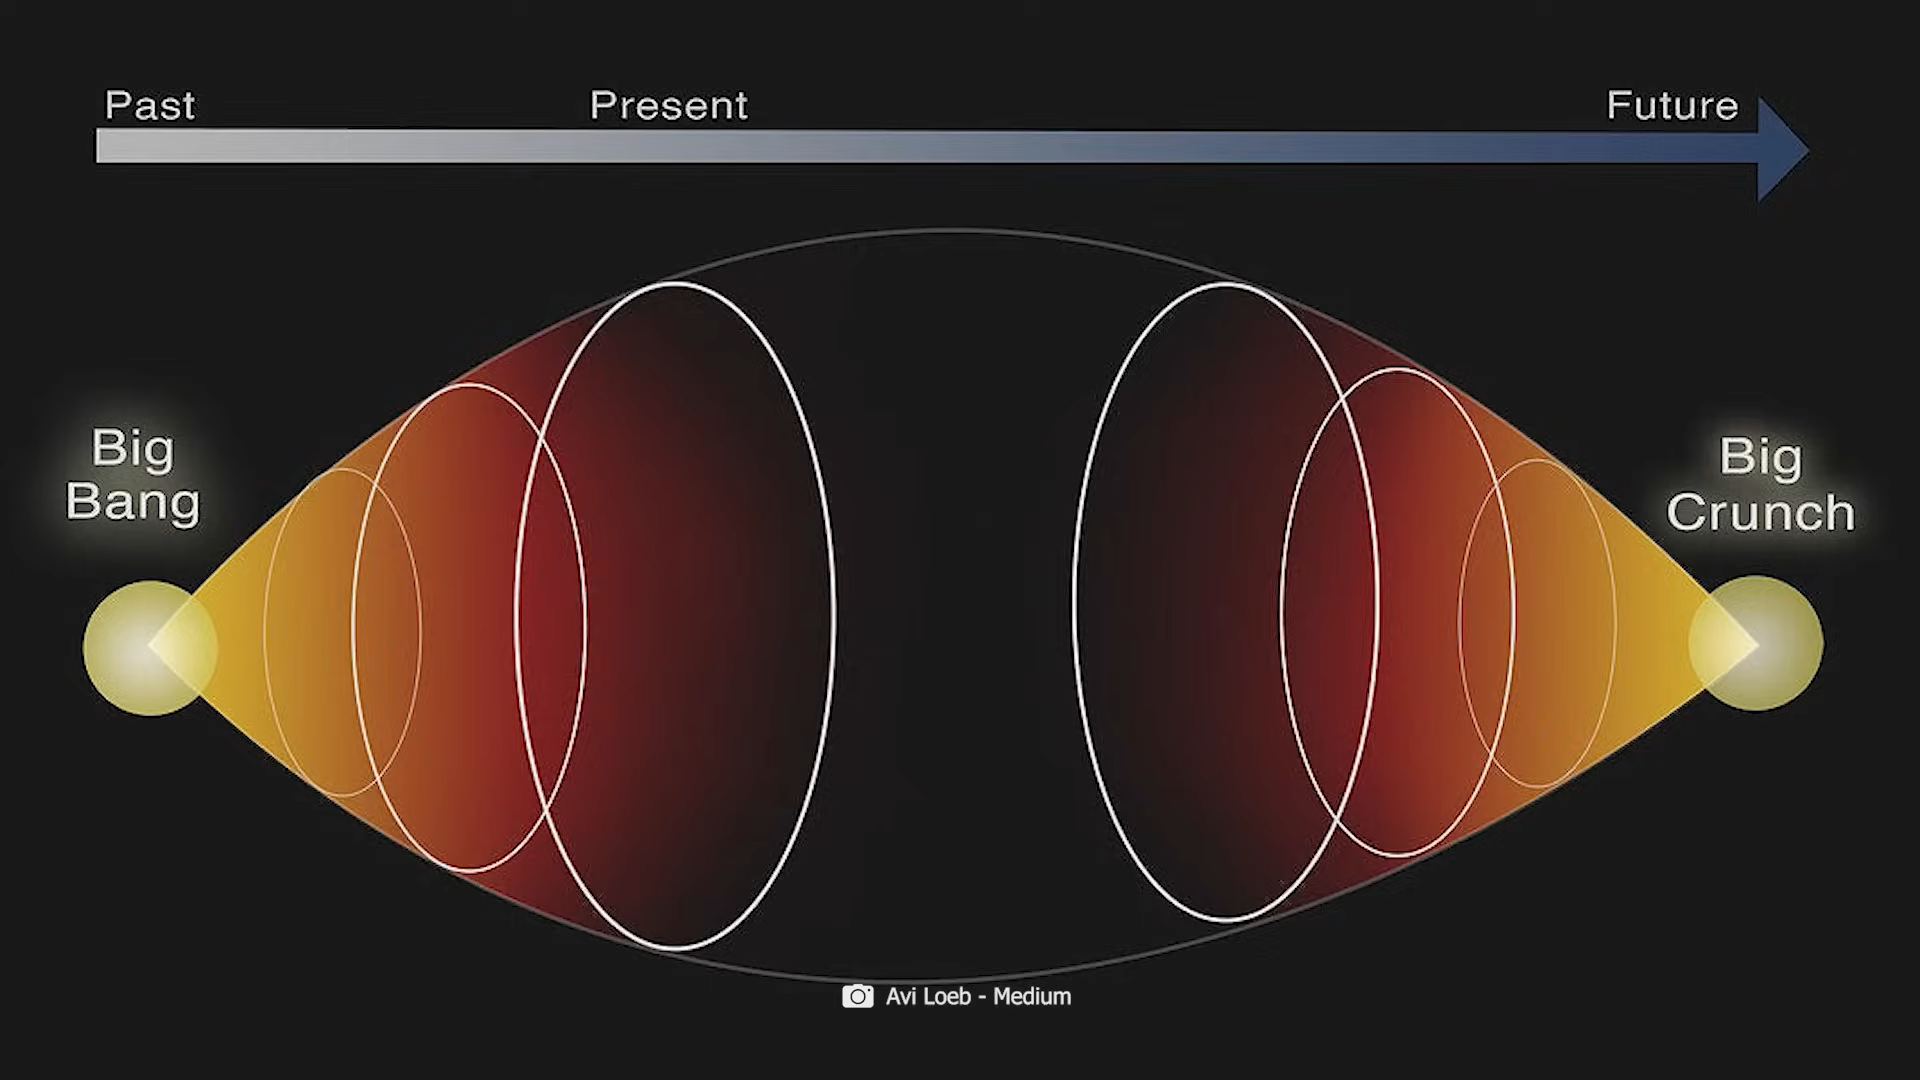 Past
Present
Future
Big
Bang
Big
Crunch
Avi Loeb - Medium